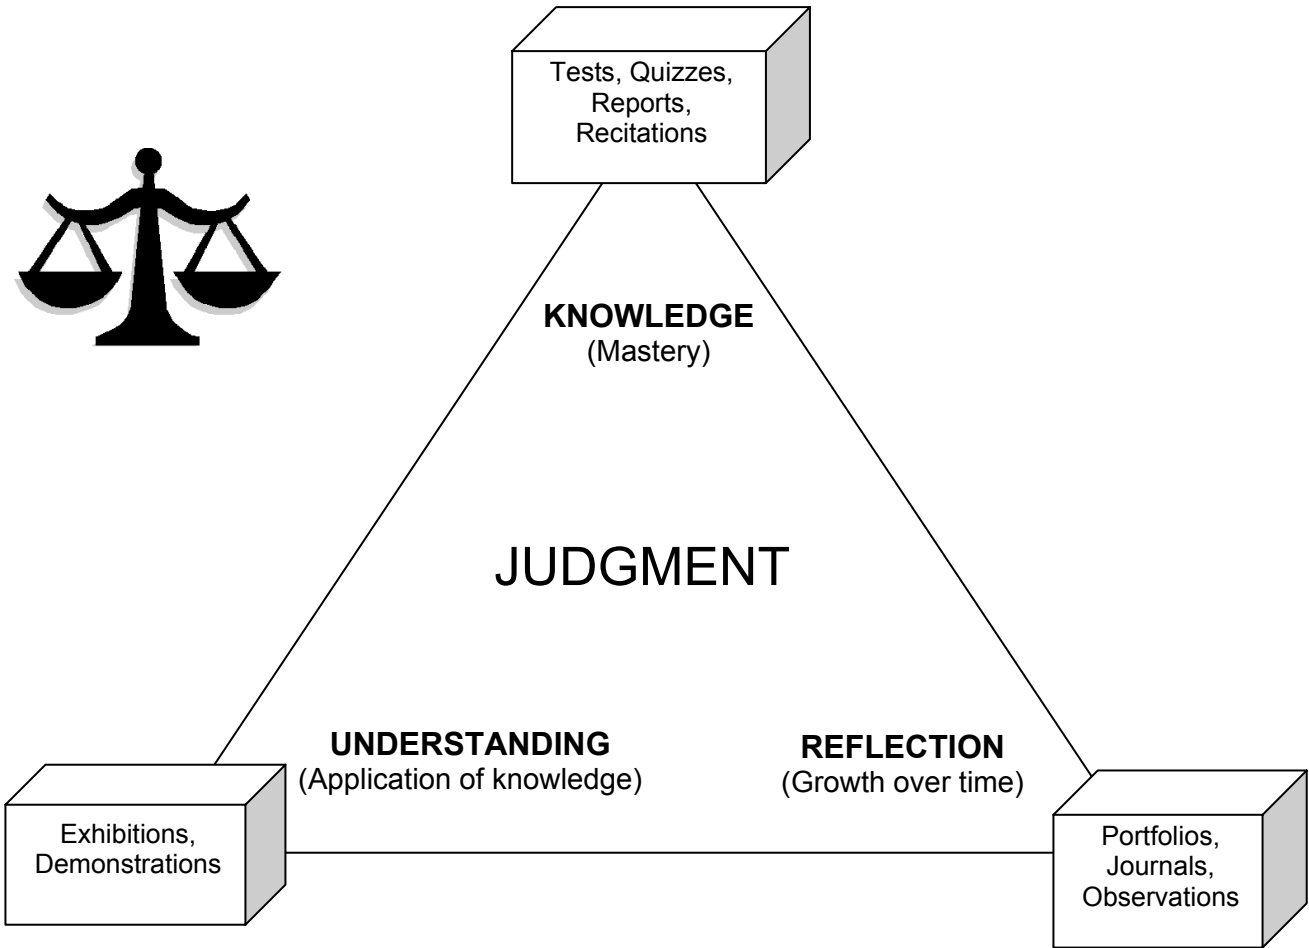 Tests, Quizzes,
Reports,
Recitations
KNOWLEDGE
(Mastery)
JUDGMENT
UNDERSTANDING
(Application of knowledge)
REFLECTION
(Growth over time)
Exhibitions,
Demonstrations
Portfolios,
Journals,
Observations